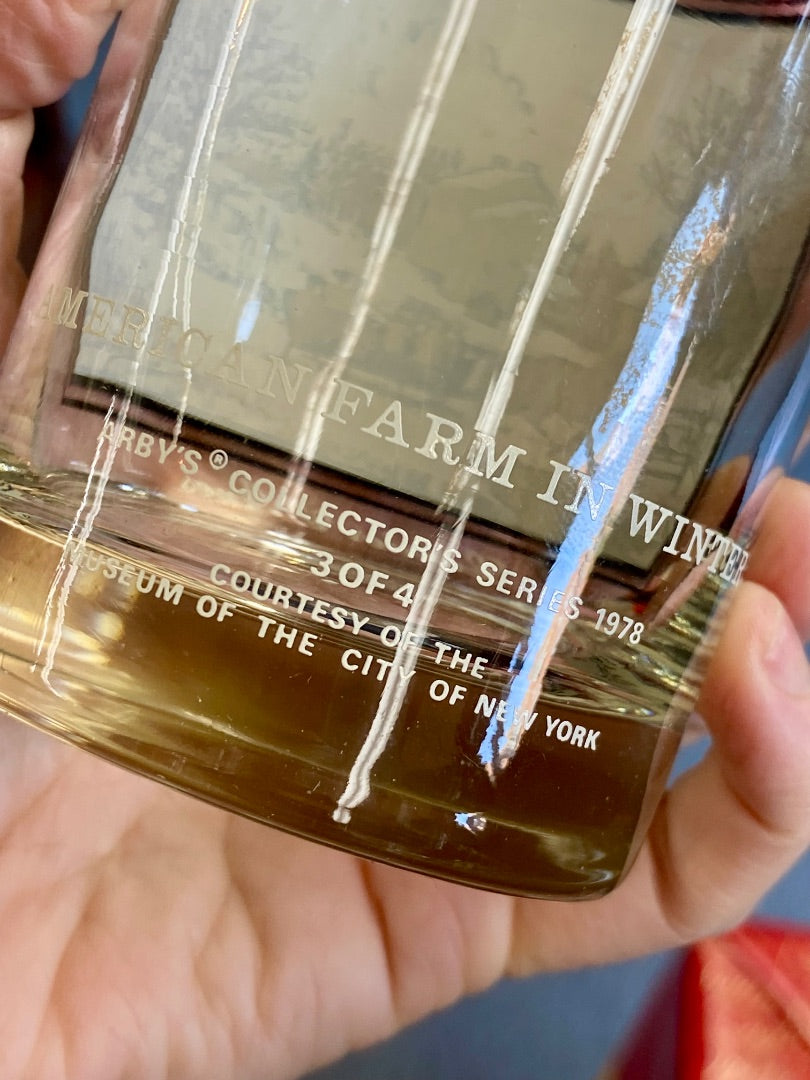 AMERICAN FARM IN WINTER
ARBY'S® COLLECTOR'S SERIES 1978
3 OF 4
COURTESY OF THE
MUSEUM OF THE CITY OF NEW YORK